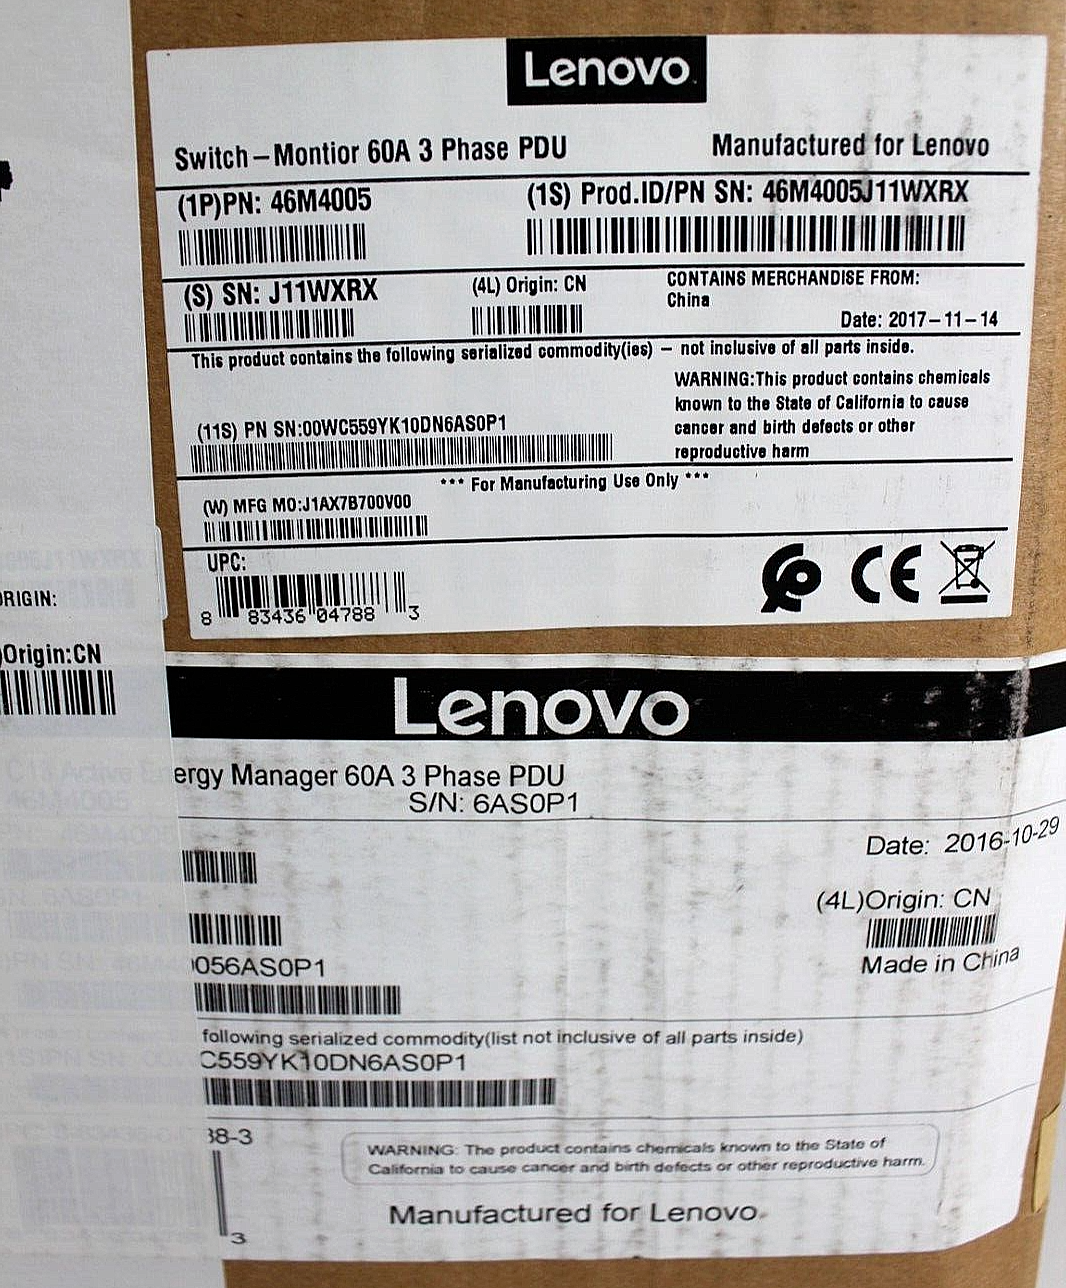 Lenovo
Switch-Montior 60A 3 Phase PDU
Manufactured for Lenovo
(1P)PN: 46M4005
(1S) Prod.ID/PN SN: 46M4005J11WXRX
(S) SN: J11WXRX
(4L) Origin: CN
CONTAINS MERCHANDISE FROM:
China
Date: 2017-11-14
This product contains the following serialized commodity(ies) - not inclusive of all parts inside.
WARNING:This product contains chemicals
known to the State of California to cause
cancer and birth defects or other
reproductive harm
(11S) PN SN:00WC559YK10DN6AS0P1
*** For Manufacturing Use Only ***
(W) MFG MO:J1AX7B700V00
UPC:
8 83436 04788 3
CE
ORIGIN:
)Origin:CN
Lenovo
ergy Manager 60A 3 Phase PDU
S/N: 6AS0P1
Date: 2016-10-29
(4L)Origin: CN
Made in China
056AS0P1
following serialized commodity(list not inclusive of all parts inside)
C559YK10DN6AS0P1
38-3
3
WARNING: The product contains chemicals known to the State of
California to cause cancer and birth defects or other reproductive harm.
Manufactured for Lenovo